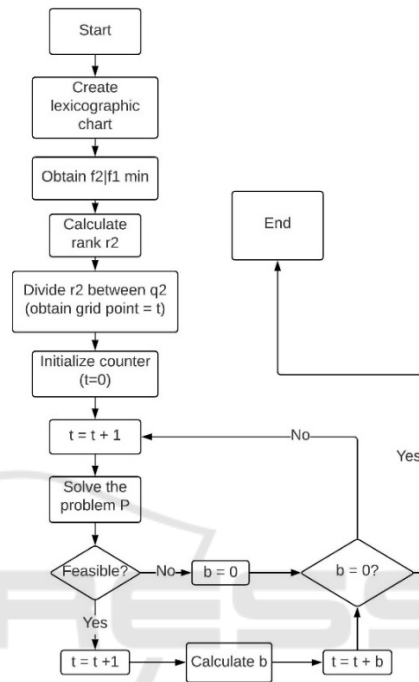 Start
Create
lexicographic
chart
Obtain f2|f1 min
Calculate
rank r2
Divide r2 between q2
(obtain grid point = t)
Initialize counter
(t=0)
t = t + 1
Solve the
problem P
Feasible?
No
b = 0
b = 0?
Yes
t = t +1
Calculate b
t = t + b
No
Yes
End
RESS